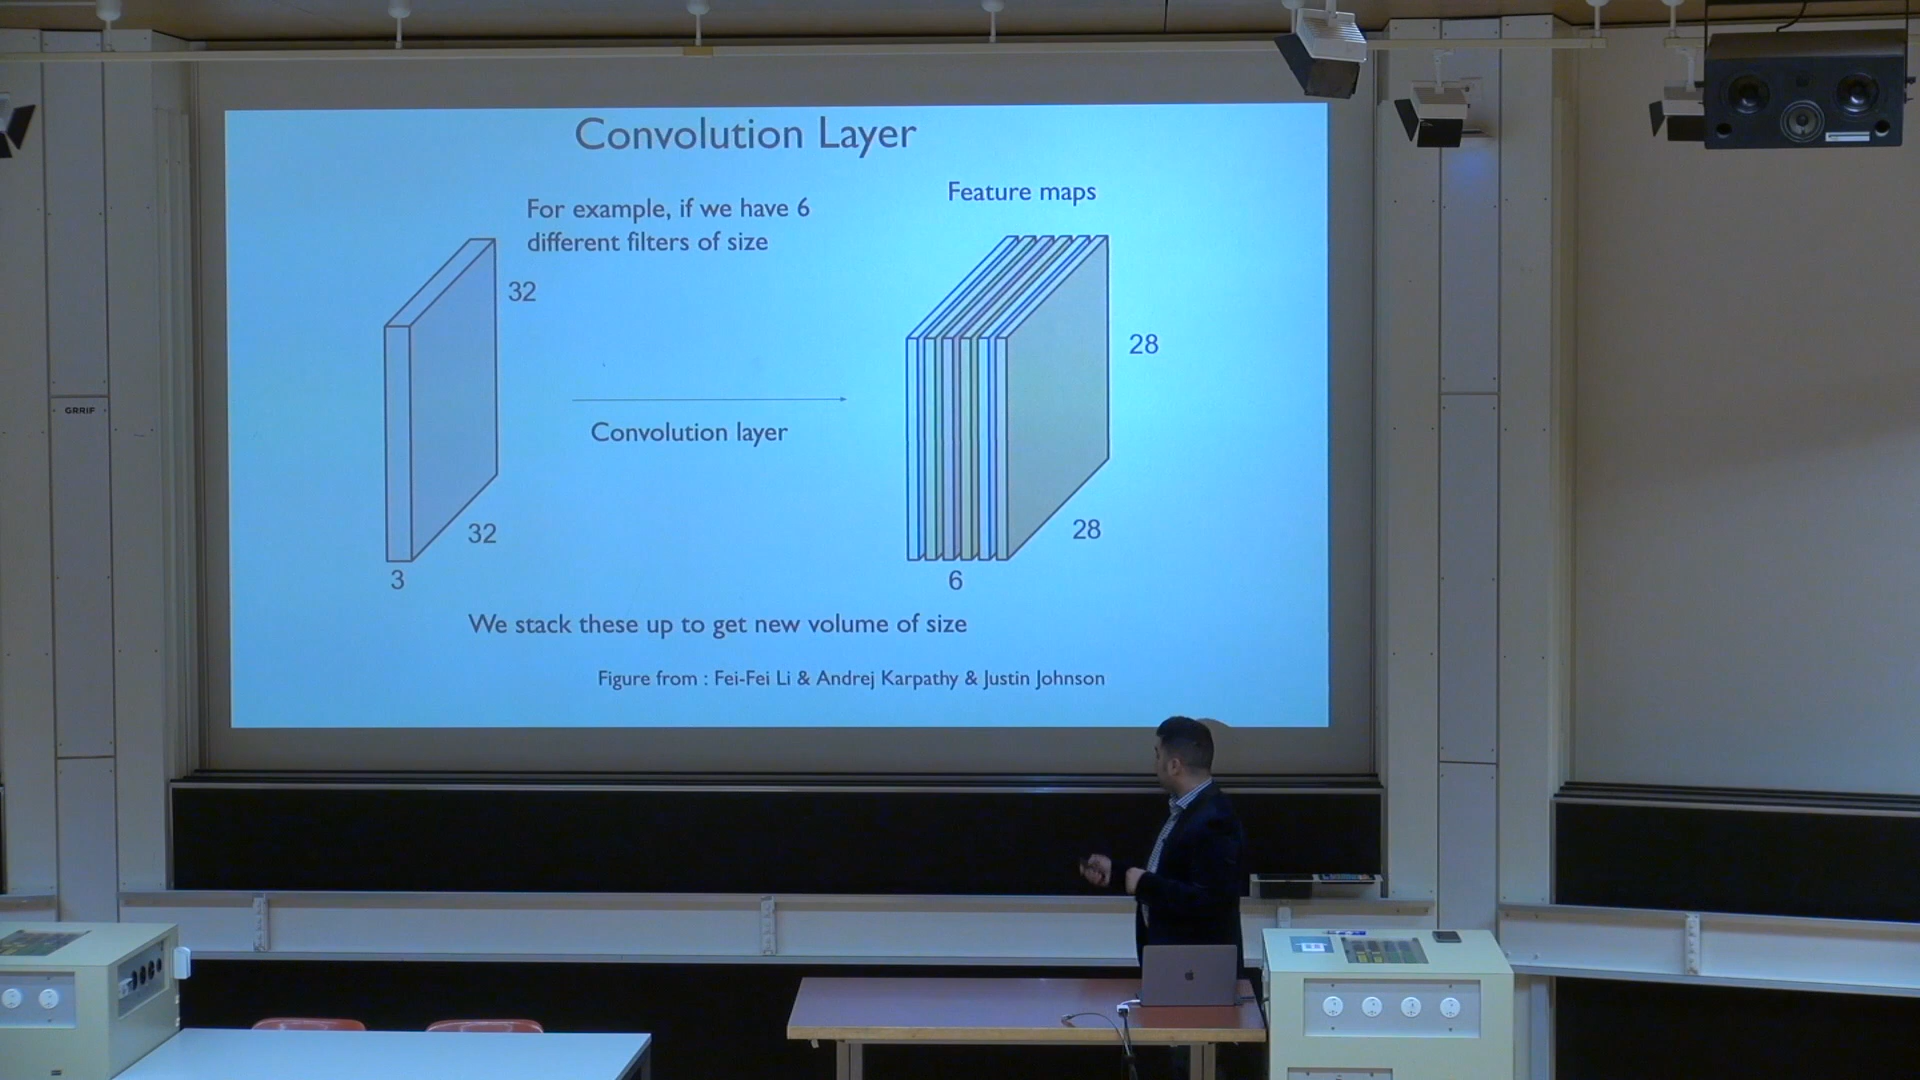 Convolution Layer
For example, if we have 6
different filters of size
Feature maps
32
28
Convolution layer
32
28
3
6
We stack these up to get new volume of size
Figure from : Fei-Fei Li & Andrej Karpathy & Justin Johnson
GRRIF